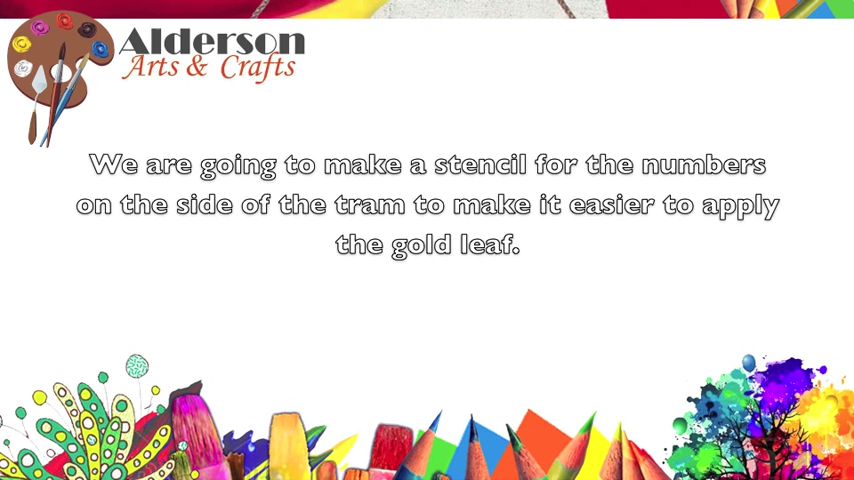 Alderson
Arts & Crafts
We are going to make a stencil for the numbers
on the side of the tram to make it easier to apply
the gold leaf.